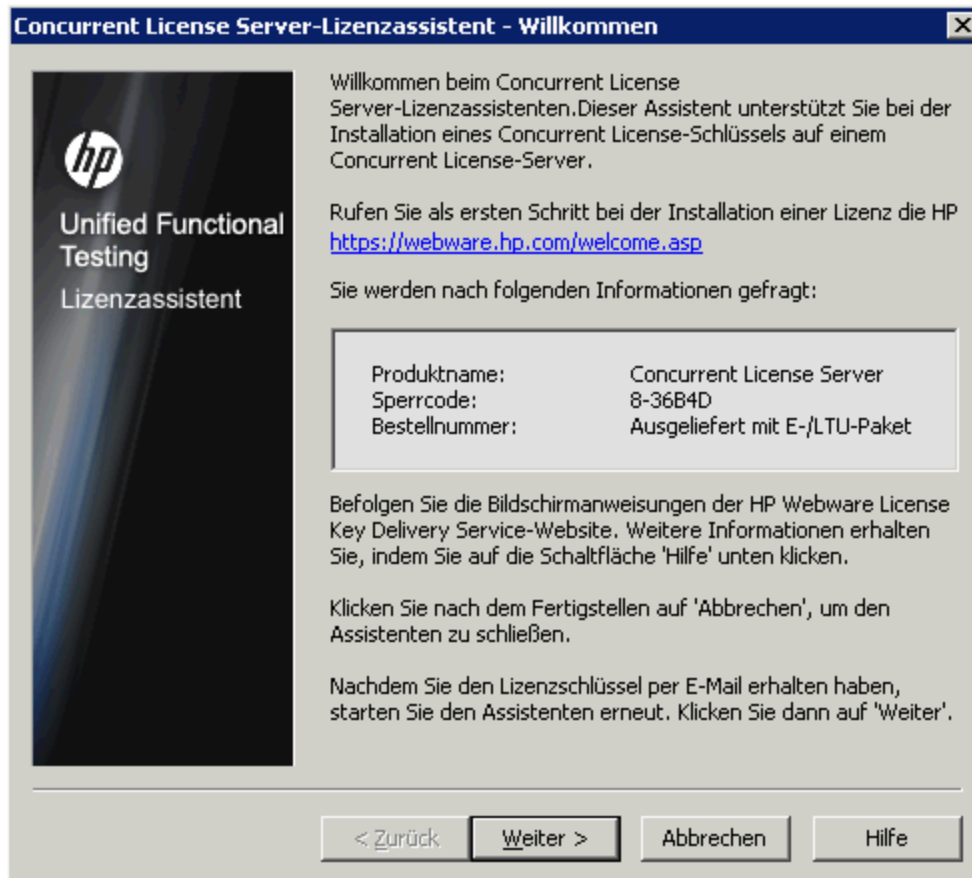 Concurrent License Server-Lizenzassistent - Willkommen
hp
Unified Functional
Testing
Lizenzassistent
Willkommen beim Concurrent License
Server-Lizenzassistenten.Dieser Assistent unterstützt Sie bei der
Installation eines Concurrent License-Schlüssels auf einem
Concurrent License-Server.
Rufen Sie als ersten Schritt bei der Installation einer Lizenz die HP
https://webware.hp.com/welcome.asp
Sie werden nach folgenden Informationen gefragt:
Produktname: Concurrent License Server
Sperrcode: 8-36B4D
Bestellnummer: Ausgeliefert mit E-/LTU-Paket
Befolgen Sie die Bildschirmanweisungen der HP Webware License
Key Delivery Service-Website. Weitere Informationen erhalten
Sie, indem Sie auf die Schaltfläche 'Hilfe' unten klicken.
Klicken Sie nach dem Fertigstellen auf 'Abbrechen', um den
Assistenten zu schließen.
Nachdem Sie den Lizenzschlüssel per E-Mail erhalten haben,
starten Sie den Assistenten erneut. Klicken Sie dann auf 'Weiter'.
< Zurück Weiter > Abbrechen Hilfe